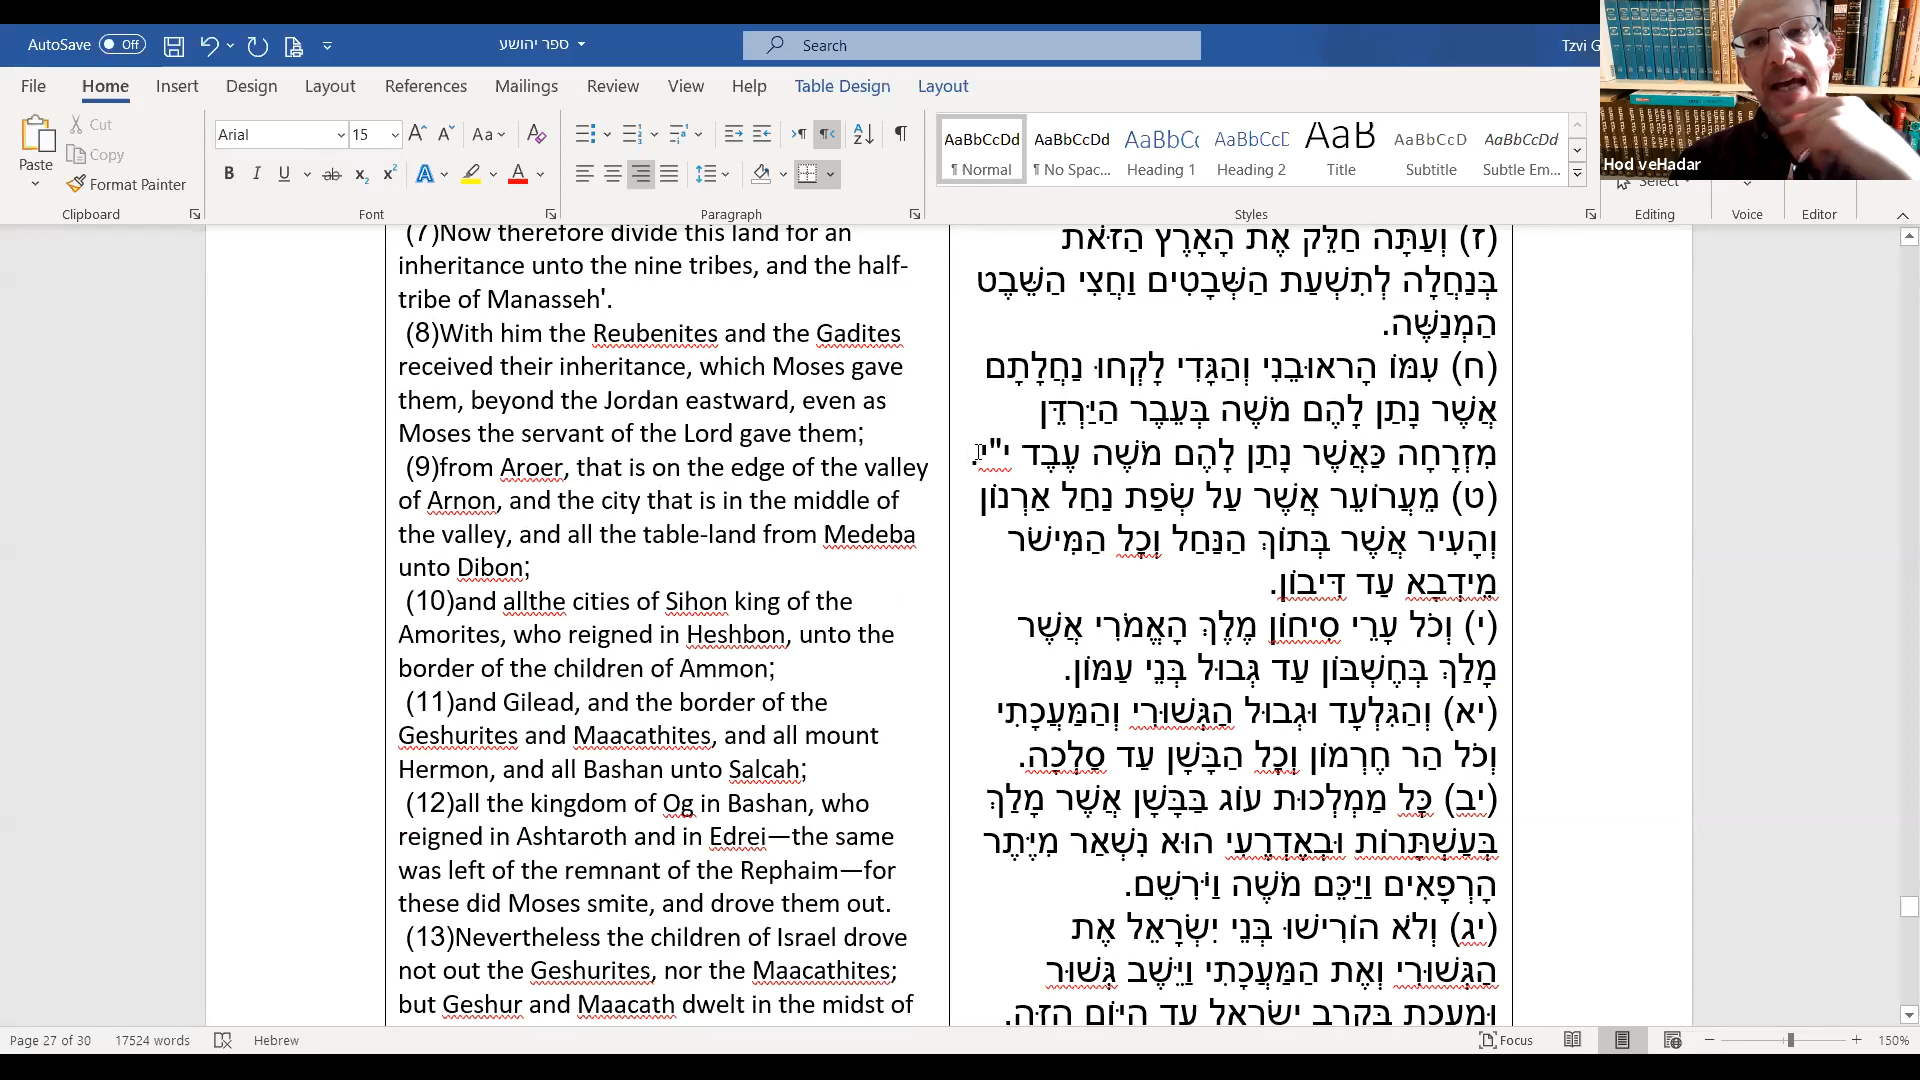 AutoSave Off
ספר יהושע
Search
Tzvi G
File Home Insert Design Layout References Mailings Review View Help Table Design Layout
Paste
Cut
Copy
Format Painter
Clipboard
Arial 15
Font
Paragraph
AaBbCcDd AaBbCcDd AaBbCc AaBbCcD AaB AaBbCcD AaBbCcDd
¶ Normal ¶ No Spac... Heading 1 Heading 2 Title Subtitle Subtle Em...
Styles
Hod veHadar
Select
Editing
Voice
Editor
(7)Now therefore divide this land for an
inheritance unto the nine tribes, and the half-
tribe of Manasseh'.
(8)With him the Reubenites and the Gadites
received their inheritance, which Moses gave
them, beyond the Jordan eastward, even as
Moses the servant of the Lord gave them;
(9)from Aroer, that is on the edge of the valley
of Arnon, and the city that is in the middle of
the valley, and all the table-land from Medeba
unto Dibon;
(10)and allthe cities of Sihon king of the
Amorites, who reigned in Heshbon, unto the
border of the children of Ammon;
(11)and Gilead, and the border of the
Geshurites and Maacathites, and all mount
Hermon, and all Bashan unto Salcah;
(12)all the kingdom of Og in Bashan, who
reigned in Ashtaroth and in Edrei—the same
was left of the remnant of the Rephaim—for
these did Moses smite, and drove them out.
(13)Nevertheless the children of Israel drove
not out the Geshurites, nor the Maacathites;
but Geshur and Maacath dwelt in the midst of
(ז) וְעַתָּה חַלֵּק אֶת הָאָרֶץ הַזֹּאת
בְּנַחֲלָה לְתִשְׁעַת הַשְּׁבָטִים וַחֲצִי הַשֵּׁבֶט
הַמְנַשֶּׁה.
(ח) עִמּוֹ הָראוּבֵנִי וְהַגָּדִי לָקְחוּ נַחֲלָתָם
אֲשֶׁר נָתַן לָהֶם מֹשֶׁה בְּעֵבֶר הַיַּרְדֵּן
מִזְרָחָה כַּאֲשֶׁר נָתַן לָהֶם מֹשֶׁה עֶבֶד י"י.
(ט) מֵעֲרוֹעֵר אֲשֶׁר עַל שְׂפַת נַחַל אַרְנוֹן
וְהָעִיר אֲשֶׁר בְּתוֹךְ הַנַּחַל וְכָל הַמִּישֹׁר
מֵידְבָא עַד דִּיבוֹן.
(י) וְכֹל עָרֵי סִיחוֹן מֶלֶךְ הָאֱמֹרִי אֲשֶׁר
מָלַךְ בְּחֶשְׁבּוֹן עַד גְּבוּל בְּנֵי עַמּוֹן.
(יא) וְהַגִּלְעָד וּגְבוּל הַגְּשׁוּרִי וְהַמַּעֲכָתִי
וְכֹל הַר חֶרְמוֹן וְכָל הַבָּשָׁן עַד סַלְכָה.
(יב) כָּל מַמְלְכוּת עוֹג בַּבָּשָׁן אֲשֶׁר מָלַךְ
בְּעַשְׁתָּרוֹת וּבְאֶדְרֶעִי הוּא נִשְׁאַר מִיֶּתֶר
הָרְפָאִים וַיַּכֵּם מֹשֶׁה וַיֹּרִשֵׁם.
(יג) וְלֹא הוֹרִישׁוּ בְּנֵי יִשְׂרָאֵל אֶת
הַגְּשׁוּרִי וְאֶת הַמַּעֲכָתִי וַיֵּשֶׁב גְּשׁוּר
וּמַעֲכָת בְּקֶרֶב יִשְׂרָאֵל עַד הַיּוֹם הַזֶּה.
Page 27 of 30 17524 words Hebrew Focus 150%